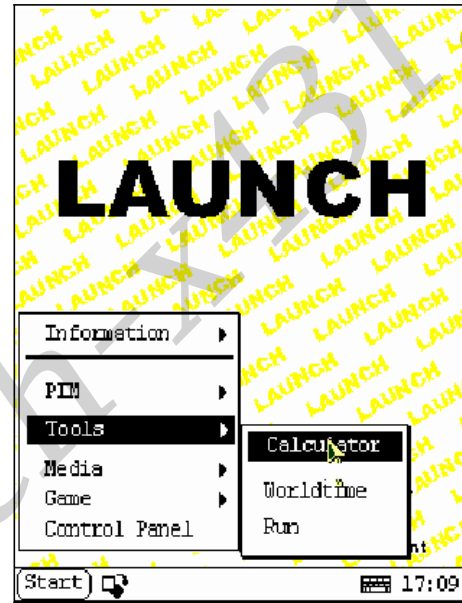 LAUNCH
Information
PIM
Tools
Media
Game
Control Panel
Calculator
Worldtime
Run
Start
17:09